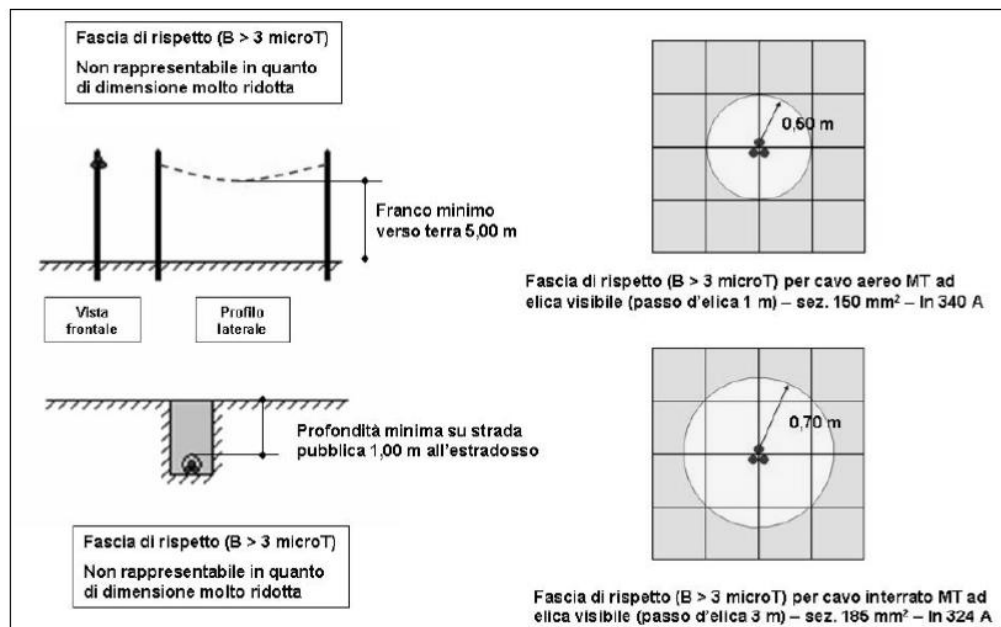 Fascia di rispetto (B > 3 microT)
Non rappresentabile in quanto
di dimensione molto ridotta
Franco minimo
verso terra 5,00 m
Vista
frontale
Profilo
laterale
Profondità minima su strada
pubblica 1,00 m all'estradosso
Fascia di rispetto (B > 3 microT)
Non rappresentabile in quanto
di dimensione molto ridotta
0,50 m
Fascia di rispetto (B > 3 microT) per cavo aereo MT ad
elica visibile (passo d'elica 1 m) – sez. 150 mm² – In 340 A
0,70 m
Fascia di rispetto (B > 3 microT) per cavo interrato MT ad
elica visibile (passo d'elica 3 m) – sez. 185 mm² – In 324 A